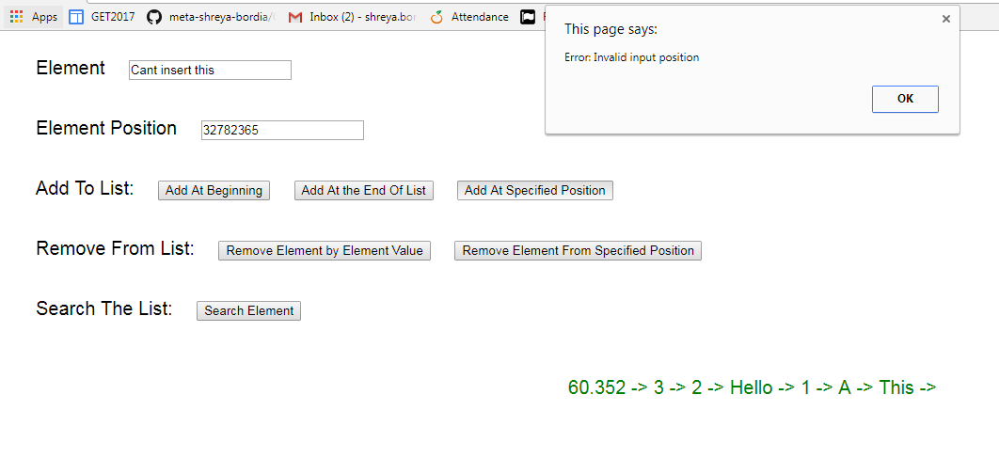 Apps GET2017 meta-shreya-bordia/ Inbox (2) - shreya.bor Attendance
This page says:
Error: Invalid input position
OK
Element Cant insert this
Element Position 32782365
Add To List: Add At Beginning Add At the End Of List Add At Specified Position
Remove From List: Remove Element by Element Value Remove Element From Specified Position
Search The List: Search Element
60.352 -> 3 -> 2 -> Hello -> 1 -> A -> This ->